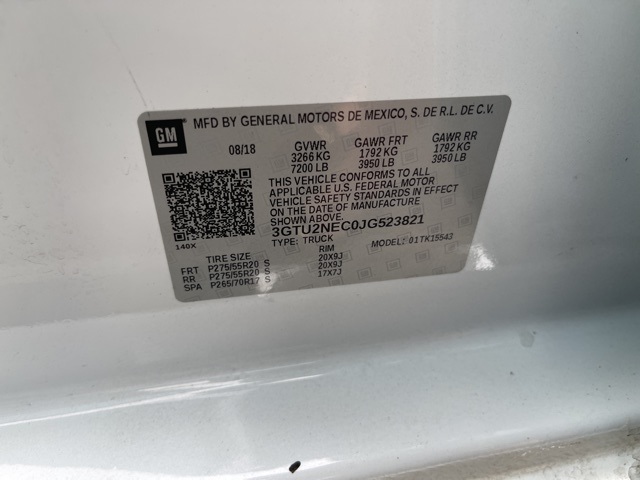 GM
MFD BY GENERAL MOTORS DE MEXICO, S. DE R.L. DE C.V.
08/18 GVWR GAWR FRT GAWR RR
3266 KG 1792 KG 1792 KG
7200 LB 3950 LB 3950 LB
THIS VEHICLE CONFORMS TO ALL
APPLICABLE U.S. FEDERAL MOTOR
VEHICLE SAFETY STANDARDS IN EFFECT
ON THE DATE OF MANUFACTURE
SHOWN ABOVE.
3GTU2NEC0JG523821
TYPE: TRUCK MODEL: 01TK15543
140X
TIRE SIZE RIM
FRT P275/55R20 S 20X9J
RR P275/55R20 S 20X9J
SPA P265/70R17 S 17X7J